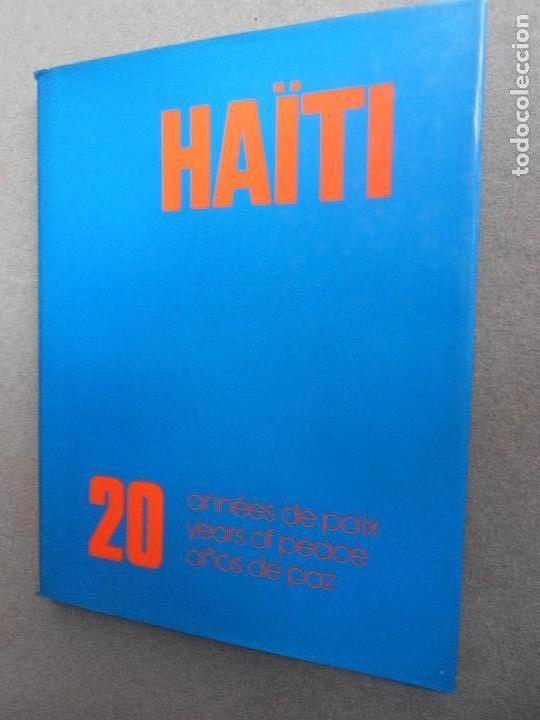 HAÏTI
20
années de paix
years of peace
años de paz
todocoleccion